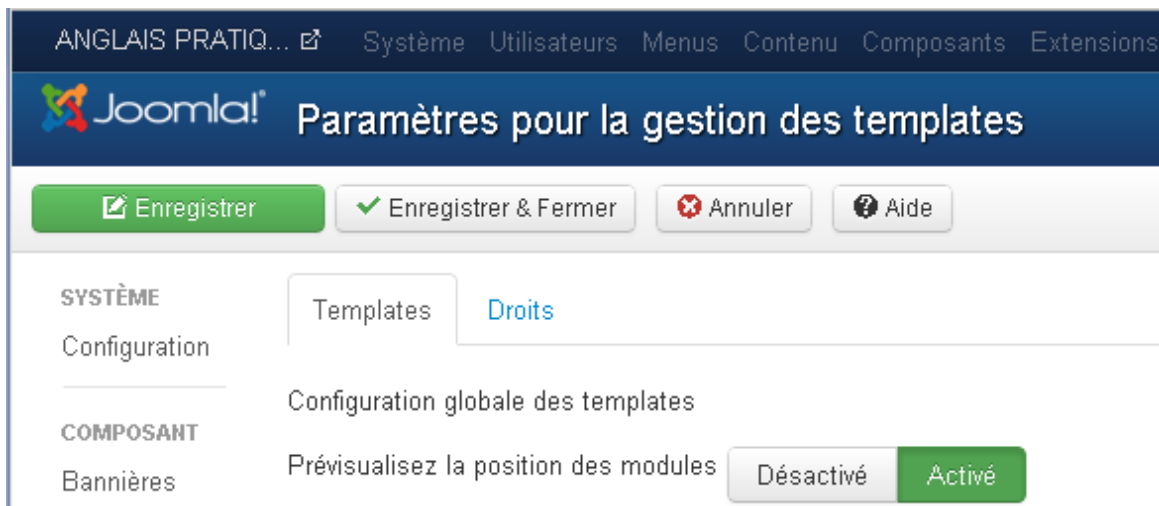 ANGLAIS PRATIQ... Système Utilisateurs Menus Contenu Composants Extensions
Joomla! Paramètres pour la gestion des templates
Enregistrer Enregistrer & Fermer Annuler Aide
SYSTÈME
Templates Droits
Configuration
Configuration globale des templates
COMPOSANT
Prévisualisez la position des modules Désactivé Activé
Bannières